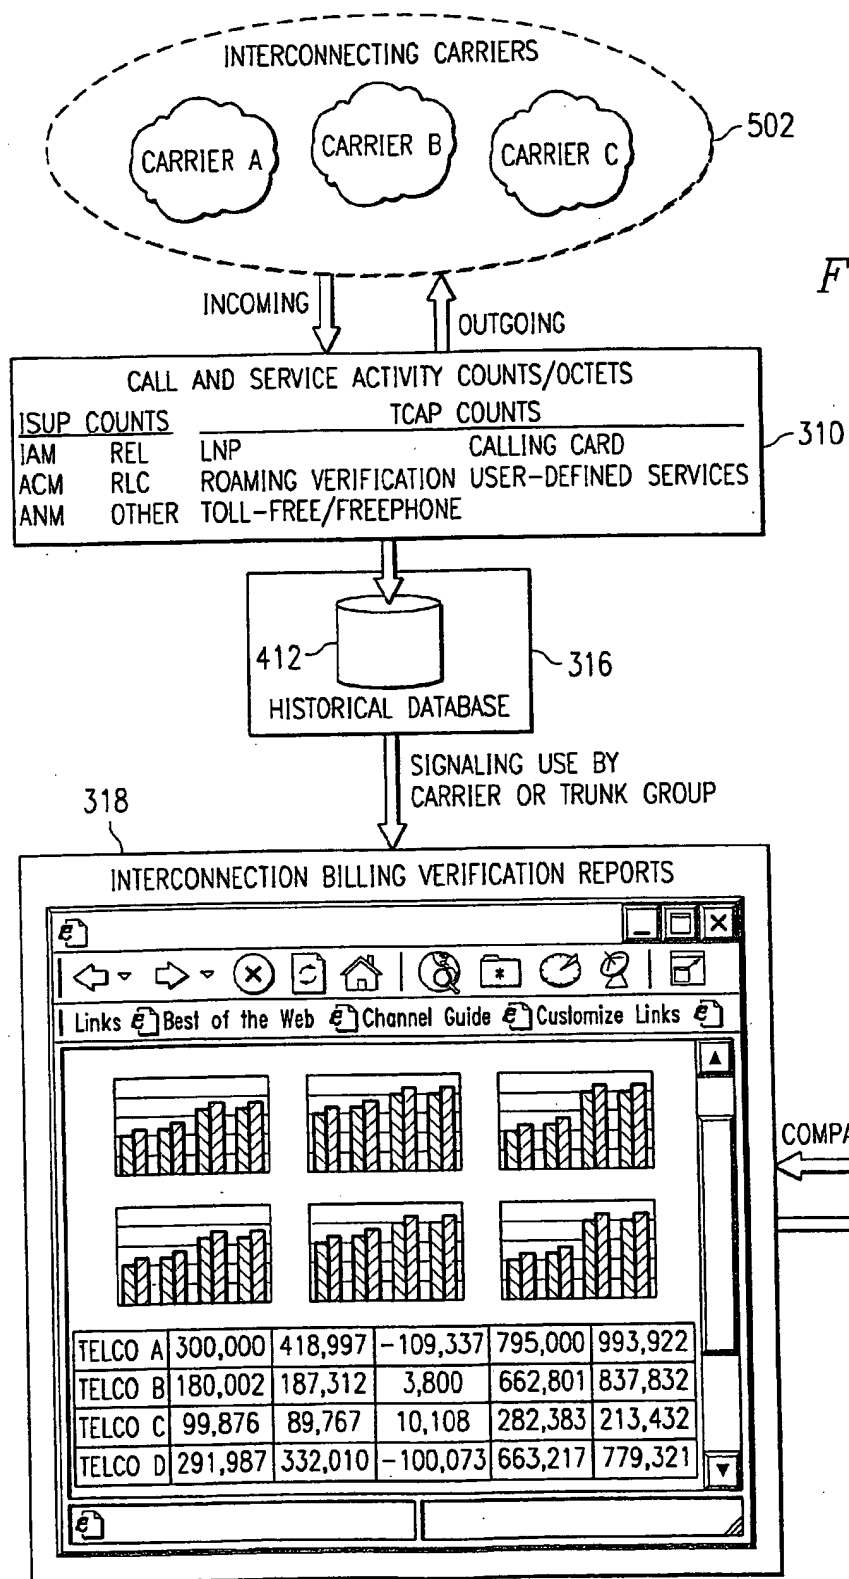 INTERCONNECTING CARRIERS
CARRIER A
CARRIER B
CARRIER C
502
INCOMING
OUTGOING
F
CALL AND SERVICE ACTIVITY COUNTS/OCTETS
ISUP COUNTS TCAP COUNTS
IAM REL LNP CALLING CARD
ACM RLC ROAMING VERIFICATION USER-DEFINED SERVICES
ANM OTHER TOLL-FREE/FREEPHONE
310
412
316
HISTORICAL DATABASE
SIGNALING USE BY
CARRIER OR TRUNK GROUP
318
INTERCONNECTION BILLING VERIFICATION REPORTS
Links Best of the Web Channel Guide Customize Links
COMPA
TELCO A 300,000 418,997 -109,337 795,000 993,922
TELCO B 180,002 187,312 3,800 662,801 837,832
TELCO C 99,876 89,767 10,108 282,383 213,432
TELCO D 291,987 332,010 -100,073 663,217 779,321